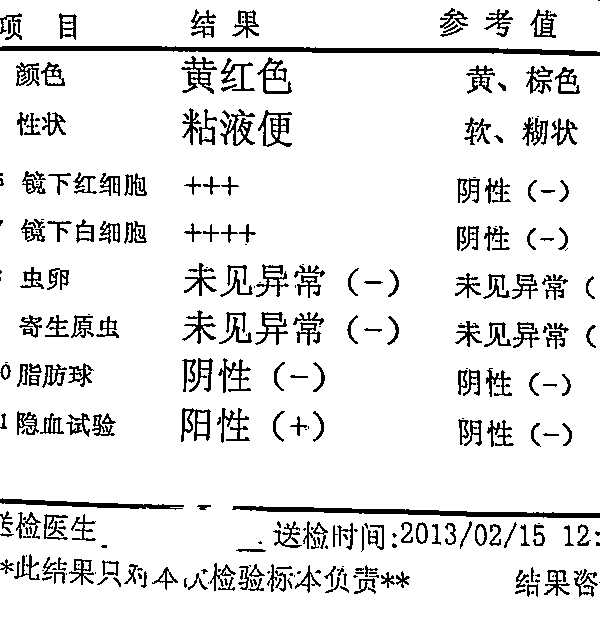 项 目 结 果 参 考 值
颜色 黄红色 黄、棕色
性状 粘液便 软、糊状
镜下红细胞 +++ 阴性（-）
镜下白细胞 ++++ 阴性（-）
虫卵 未见异常（-） 未见异常（
寄生原虫 未见异常（-） 未见异常（
0 脂肪球 阴性（-） 阴性（-）
1 隐血试验 阳性（+） 阴性（-）
送检医生 送检时间:2013/02/15 12:
*此结果只对本次检验标本负责** 结果咨